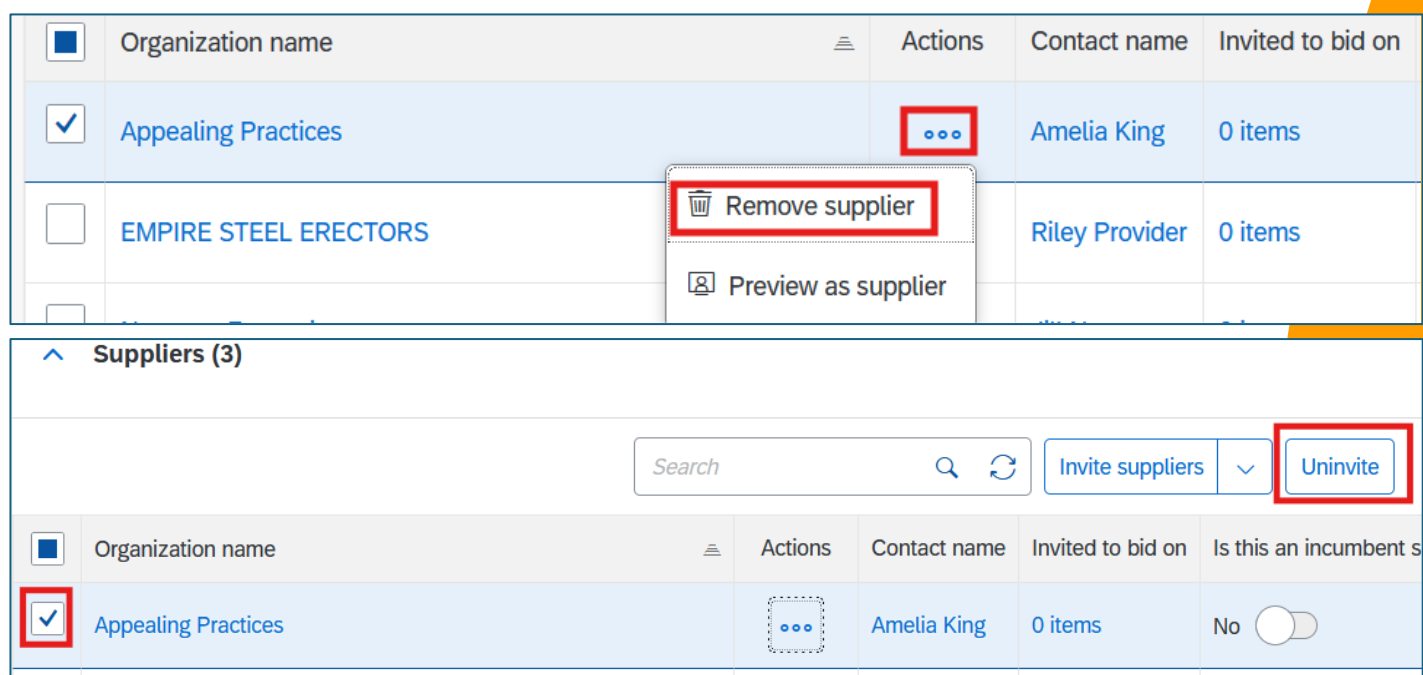 Organization name Actions Contact name Invited to bid on
Appealing Practices Amelia King 0 items
Remove supplier
EMPIRE STEEL ERECTORS Riley Provider 0 items
Preview as supplier
Suppliers (3)
Search Invite suppliers Uninvite
Organization name Actions Contact name Invited to bid on Is this an incumbent s
Appealing Practices Amelia King 0 items No